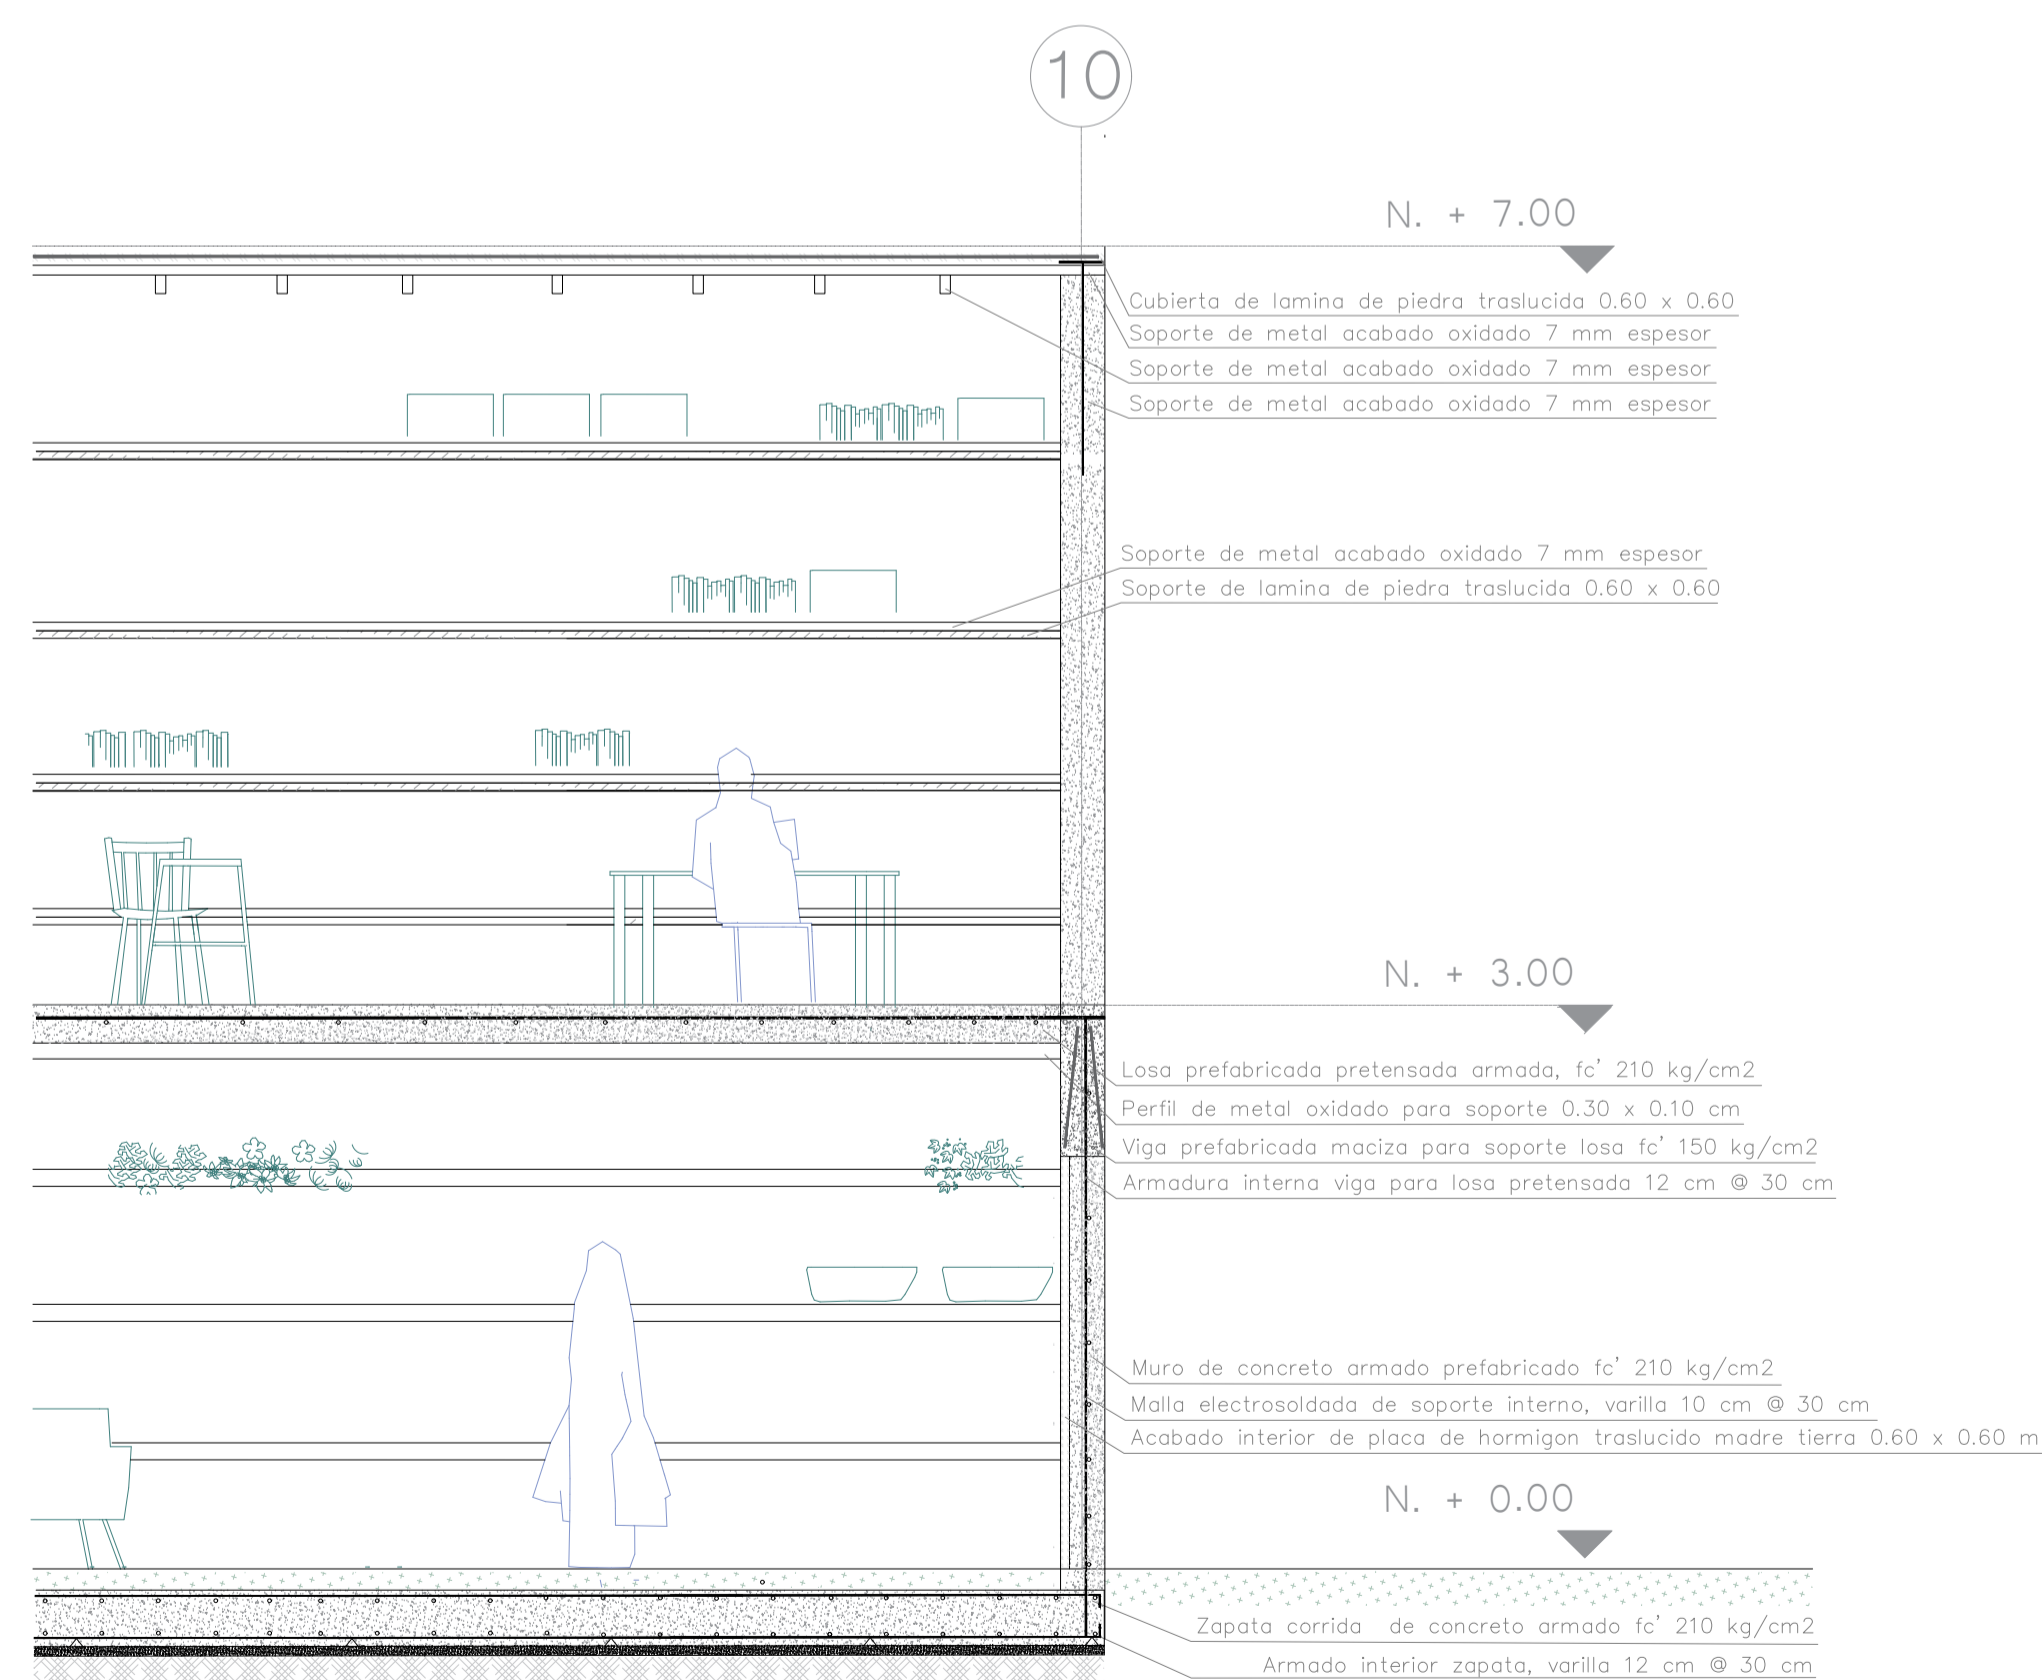 10
N. + 7.00
Cubierta de lamina de piedra traslucida 0.60 x 0.60
Soporte de metal acabado oxidado 7 mm espesor
Soporte de metal acabado oxidado 7 mm espesor
Soporte de metal acabado oxidado 7 mm espesor
Soporte de metal acabado oxidado 7 mm espesor
Soporte de lamina de piedra traslucida 0.60 x 0.60
N. + 3.00
Losa prefabricada pretensada armada, fc' 210 kg/cm2
Perfil de metal oxidado para soporte 0.30 x 0.10 cm
Viga prefabricada maciza para soporte losa fc' 150 kg/cm2
Armadura interna viga para losa pretensada 12 cm @ 30 cm
Muro de concreto armado prefabricado fc' 210 kg/cm2
Malla electrosoldada de soporte interno, varilla 10 cm @ 30 cm
Acabado interior de placa de hormigon traslucido madre tierra 0.60 x 0.60 m
N. + 0.00
Zapata corrida de concreto armado fc' 210 kg/cm2
Armado interior zapata, varilla 12 cm @ 30 cm